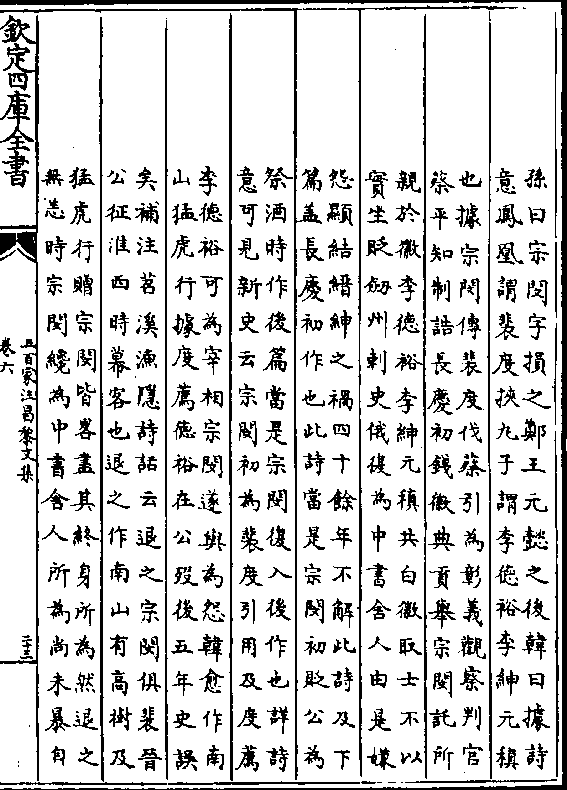 孫曰宗閔字損之鄭王元懿之後韓曰據詩
意鳳凰謂裴度挾九子謂李德裕李紳元稹
也據宗閔傳裴度伐蔡引為彰義觀察判官
蔡平知制誥長慶初錢徽典貢舉宗閔託所
親於徽李德裕李紳元稹共白徽取士不以
實坐貶劒州刺史俄復為中書舍人由是嫌
怨顯結縉紳之禍四十餘年不解此詩及下
篇盖長慶初作也此詩當是宗閔初貶公為
祭酒時作後篇當是宗閔復入後作也詳詩
意可見新史云宗閔初為裴度引用及度薦
李德裕可為宰相宗閔遂與為怨韓愈作南
山猛虎行據度薦德裕在公歿後五年史誤
矣補注苕溪漁隱詩話云退之宗閔俱裴晉
公征淮西時幕客也退之作南山有高樹及
猛虎行贈宗閔皆畧盡其終身所為然退之
無恙時宗閔纔為中書舍人所為尚未暴自
欽定四庫全書
五百家注昌黎文集
卷六
二十三